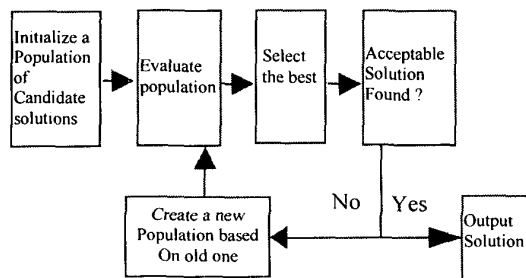 Initialize a
Population
of
Candidate
solutions
Evaluate
population
Select
the best
Acceptable
Solution
Found ?
No
Yes
Create a new
Population based
On old one
Output
Solution